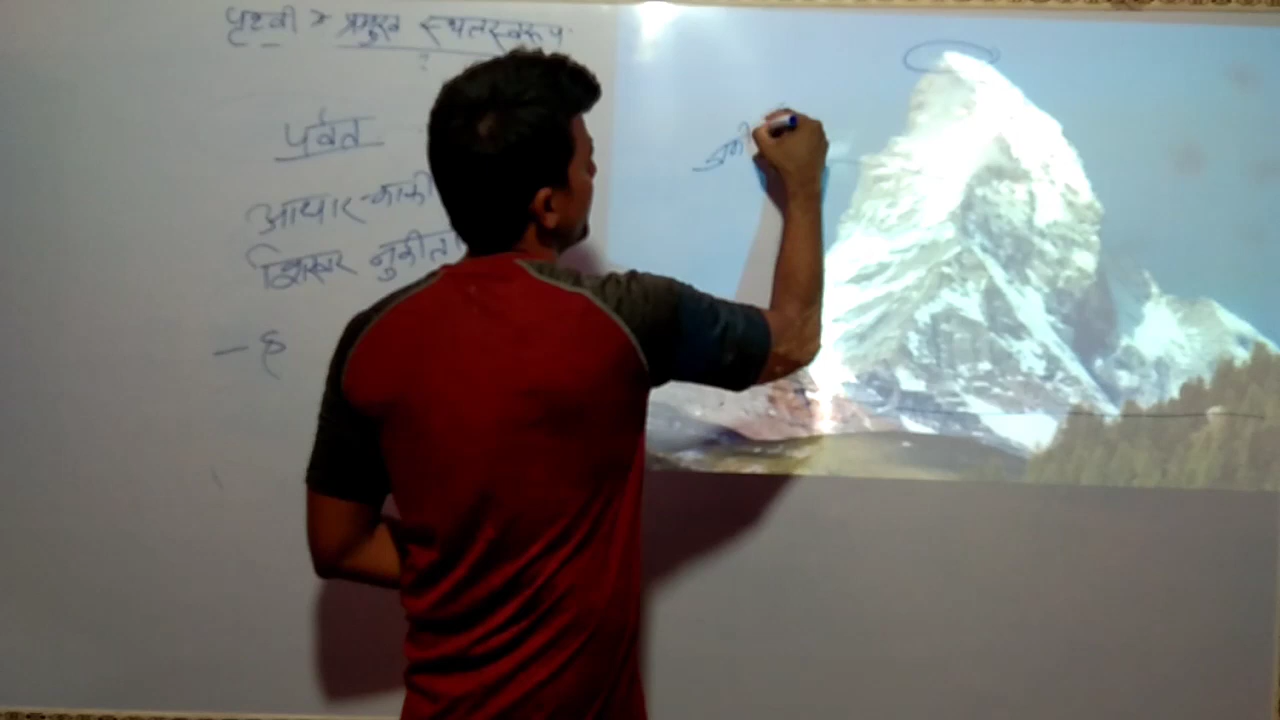 पृथ्वी > प्रमुख स्थलस्वरूप
?
पर्वत
आधार-काफी
शिखर नुकीला